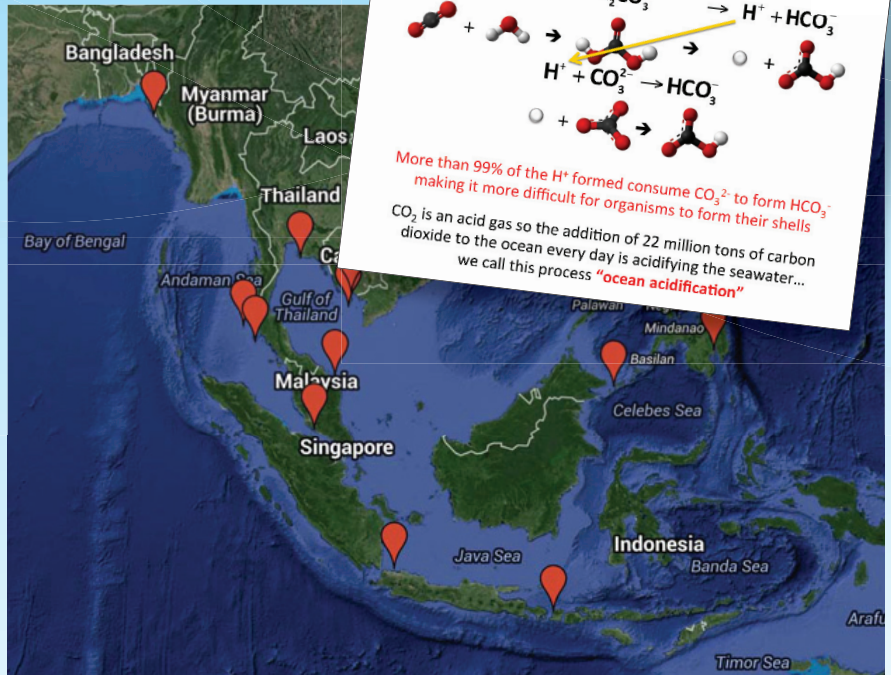 → H⁺ + HCO₃⁻
+ → → +
H⁺ + CO₃²⁻ → HCO₃⁻
+ →
More than 99% of the H⁺ formed consume CO₃²⁻ to form HCO₃⁻
making it more difficult for organisms to form their shells
CO₂ is an acid gas so the addition of 22 million tons of carbon
dioxide to the ocean every day is acidifying the seawater...
we call this process "ocean acidification"
Bangladesh
Myanmar
(Burma)
Laos
Thailand
Bay of Bengal
Andaman Sea
Gulf of
Thailand
Palawan
Mindanao
Basilan
Malaysia
Celebes Sea
Singapore
Java Sea
Indonesia
Banda Sea
Timor Sea